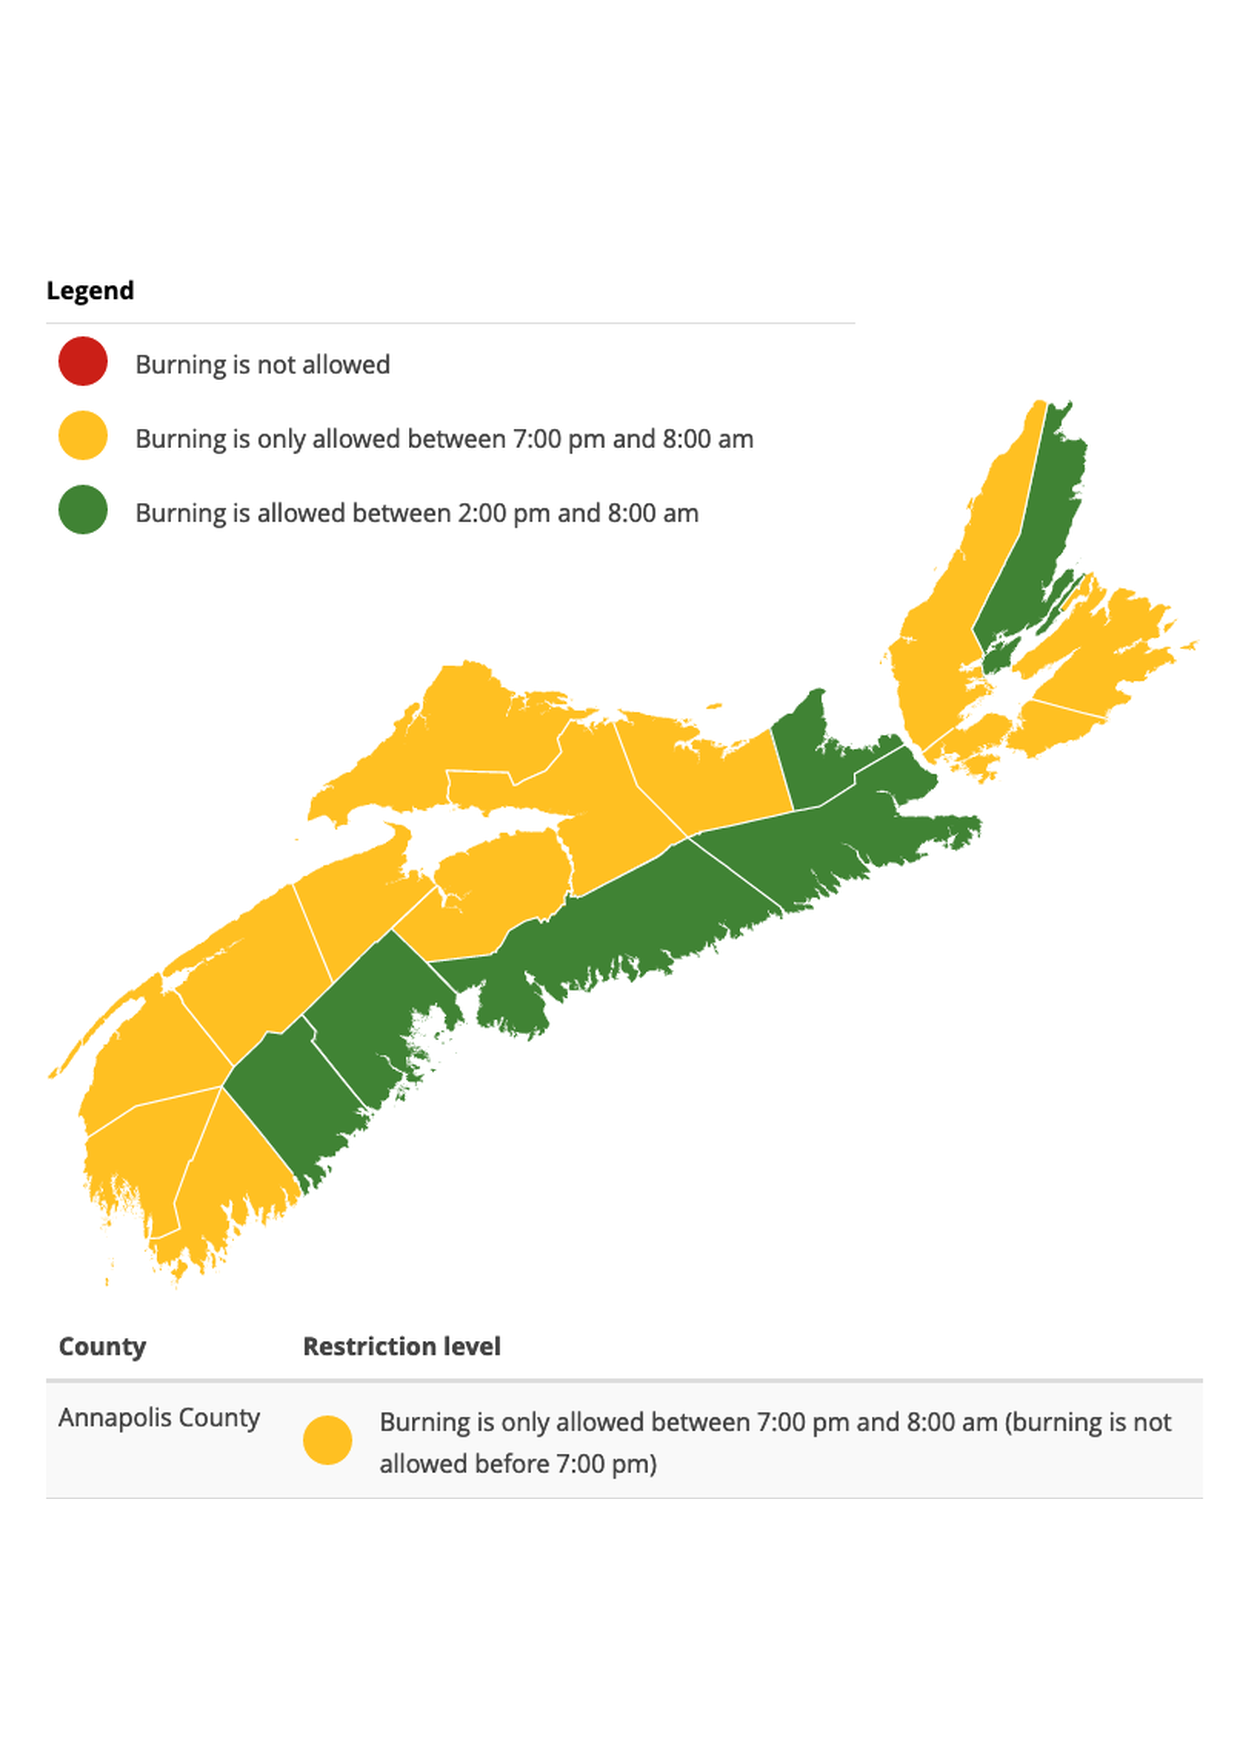 Legend
Burning is not allowed
Burning is only allowed between 7:00 pm and 8:00 am
Burning is allowed between 2:00 pm and 8:00 am
County Restriction level
Annapolis County Burning is only allowed between 7:00 pm and 8:00 am (burning is not
allowed before 7:00 pm)